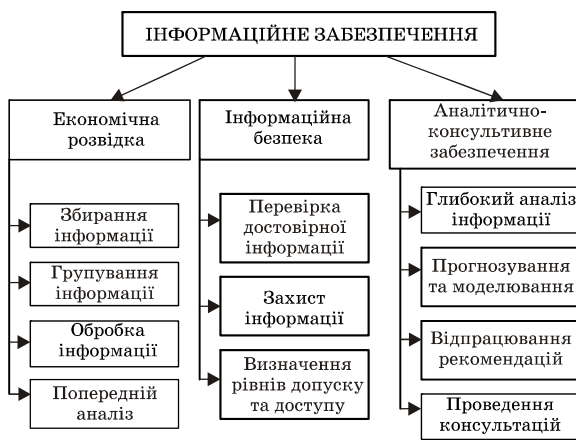 ІНФОРМАЦІЙНЕ ЗАБЕЗПЕЧЕННЯ
Економічна
розвідка
Збирання
інформації
Групування
інформації
Обробка
інформації
Попередній
аналіз
Інформаційна
безпека
Перевірка
достовірної
інформації
Захист
інформації
Визначення
рівнів допуску
та доступу
Аналітично-
консультивне
забезпечення
Глибокий аналіз
інформації
Прогнозування
та моделювання
Відпрацювання
рекомендацій
Проведення
консультацій